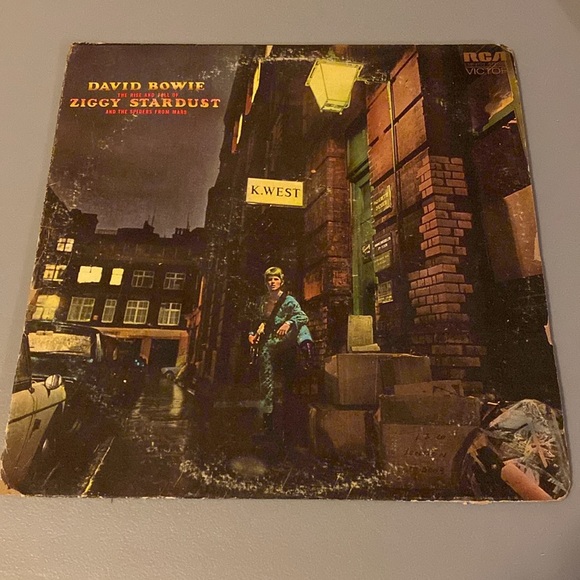 DAVID BOWIE
THE RISE AND FALL OF
ZIGGY STARDUST
AND THE SPIDERS FROM MARS
RCA
VICTOR
K.WEST